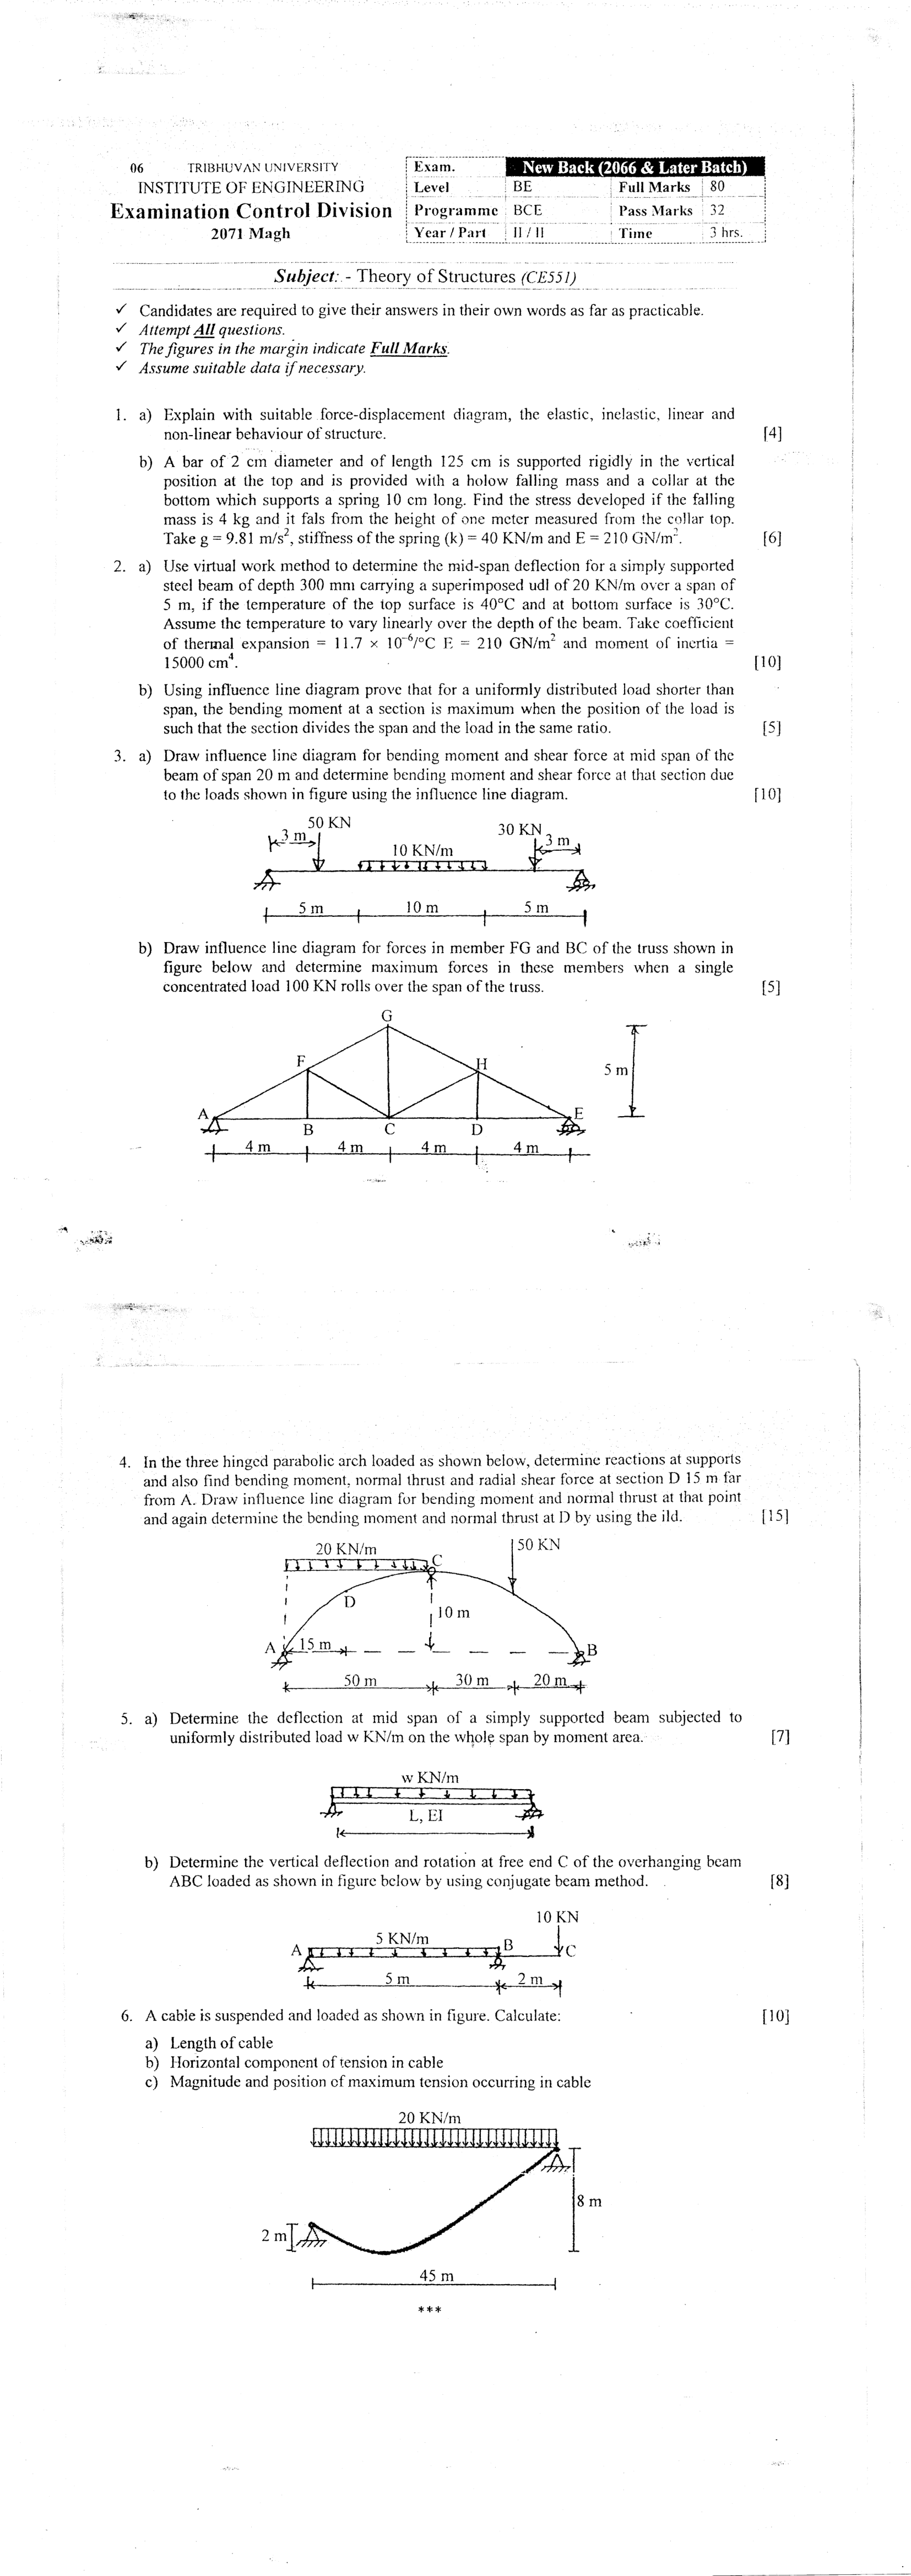 06 TRIBHUVAN UNIVERSITY
INSTITUTE OF ENGINEERING
Examination Control Division
2071 Magh
Exam. New Back (2066 & Later Batch)
Level BE Full Marks 80
Programme BCE Pass Marks 32
Year / Part II / II Time 3 hrs.
Subject: - Theory of Structures (CE551)
✓ Candidates are required to give their answers in their own words as far as practicable.
✓ Attempt All questions.
✓ The figures in the margin indicate Full Marks.
✓ Assume suitable data if necessary.
1. a) Explain with suitable force-displacement diagram, the elastic, inelastic, linear and
non-linear behaviour of structure. [4]
b) A bar of 2 cm diameter and of length 125 cm is supported rigidly in the vertical
position at the top and is provided with a holow falling mass and a collar at the
bottom which supports a spring 10 cm long. Find the stress developed if the falling
mass is 4 kg and it fals from the height of one meter measured from the collar top.
Take g = 9.81 m/s², stiffness of the spring (k) = 40 KN/m and E = 210 GN/m². [6]
2. a) Use virtual work method to determine the mid-span deflection for a simply supported
steel beam of depth 300 mm carrying a superimposed udl of 20 KN/m over a span of
5 m, if the temperature of the top surface is 40°C and at bottom surface is 30°C.
Assume the temperature to vary linearly over the depth of the beam. Take coefficient
of thermal expansion = 11.7 × 10⁻⁶/°C E = 210 GN/m² and moment of inertia =
15000 cm⁴. [10]
b) Using influence line diagram prove that for a uniformly distributed load shorter than
span, the bending moment at a section is maximum when the position of the load is
such that the section divides the span and the load in the same ratio. [5]
3. a) Draw influence line diagram for bending moment and shear force at mid span of the
beam of span 20 m and determine bending moment and shear force at that section due
to the loads shown in figure using the influence line diagram. [10]
50 KN
30 KN
3 m
3 m
10 KN/m
5 m 10 m 5 m
b) Draw influence line diagram for forces in member FG and BC of the truss shown in
figure below and determine maximum forces in these members when a single
concentrated load 100 KN rolls over the span of the truss. [5]
G
F H
5 m
A E
B C D
4 m 4 m 4 m 4 m
4. In the three hinged parabolic arch loaded as shown below, determine reactions at supports
and also find bending moment, normal thrust and radial shear force at section D 15 m far
from A. Draw influence line diagram for bending moment and normal thrust at that point
and again determine the bending moment and normal thrust at D by using the ild. [15]
20 KN/m 50 KN
C
D
10 m
A 15 m B
50 m 30 m 20 m
5. a) Determine the deflection at mid span of a simply supported beam subjected to
uniformly distributed load w KN/m on the whole span by moment area. [7]
w KN/m
L, EI
b) Determine the vertical deflection and rotation at free end C of the overhanging beam
ABC loaded as shown in figure below by using conjugate beam method. [8]
10 KN
5 KN/m
A B C
5 m 2 m
6. A cable is suspended and loaded as shown in figure. Calculate: [10]
a) Length of cable
b) Horizontal component of tension in cable
c) Magnitude and position of maximum tension occurring in cable
20 KN/m
8 m
2 m
45 m
***